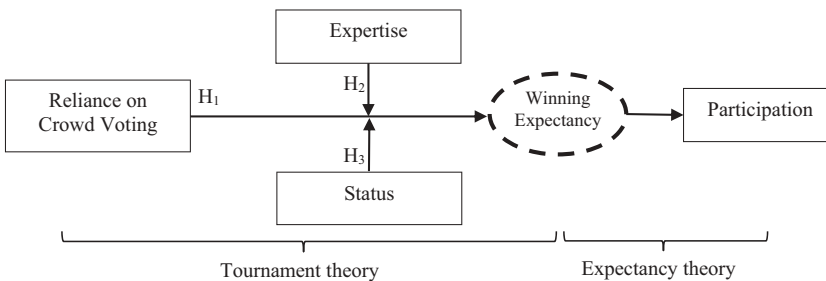 Expertise
H2
Reliance on
Crowd Voting
H1
Winning
Expectancy
Participation
H3
Status
Tournament theory
Expectancy theory